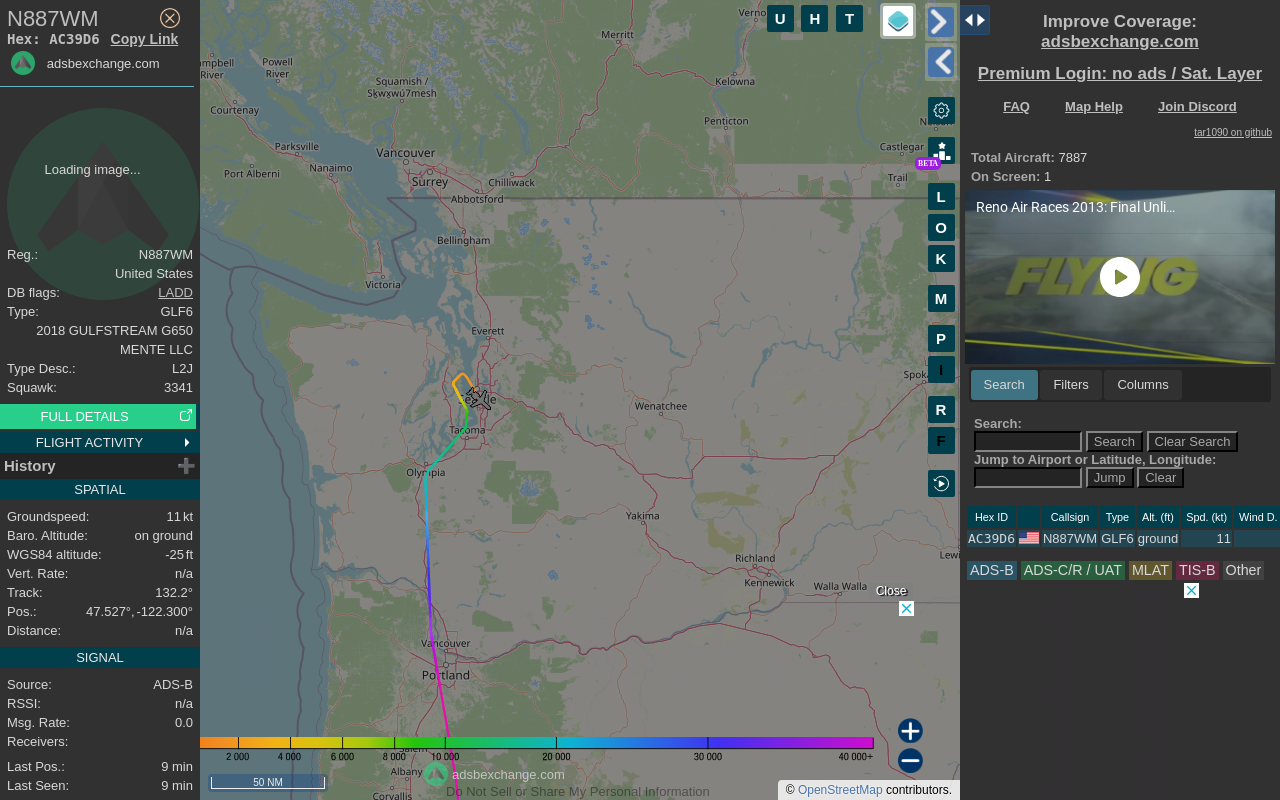 N887WM
Hex: AC39D6 Copy Link
adsbexchange.com
Loading image...
Reg.: N887WM
United States
DB flags: LADD
Type: GLF6
2018 GULFSTREAM G650
MENTE LLC
Type Desc.: L2J
Squawk: 3341
FULL DETAILS
FLIGHT ACTIVITY
History
SPATIAL
Groundspeed: 11 kt
Baro. Altitude: on ground
WGS84 altitude: -25 ft
Vert. Rate: n/a
Track: 132.2°
Pos.: 47.527°, -122.300°
Distance: n/a
SIGNAL
Source: ADS-B
RSSI: n/a
Msg. Rate: 0.0
Receivers:
Last Pos.: 9 min
Last Seen: 9 min
U H T
Merritt
Powell
River
River
Squamish /
Sḵwx̱wú7mesh
Kelowna
Courtenay
Penticton
Parksville
Vancouver
Castlegar
Nanaimo
BETA
Port Alberni
Surrey
Chilliwack
Trail
Abbotsford
L
O
Bellingham
K
Victoria
M
Everett
P
I
Wenatchee
R
Tacoma
F
Olympia
Yakima
Richland
Kennewick
Walla Walla
Close
Vancouver
Portland
2 000 4 000 6 000 8 000 10 000 20 000 30 000 40 000+
Albany
adsbexchange.com
50 NM
Do Not Sell or Share My Personal Information
Corvallis
© OpenStreetMap contributors.
Improve Coverage:
adsbexchange.com
Premium Login: no ads / Sat. Layer
FAQ Map Help Join Discord
tar1090 on github
Total Aircraft: 7887
On Screen: 1
Reno Air Races 2013: Final Unli...
FLYING
Search Filters Columns
Search:
Search Clear Search
Jump to Airport or Latitude, Longitude:
Jump Clear
Hex ID Callsign Type Alt. (ft) Spd. (kt) Wind D.
AC39D6 N887WM GLF6 ground 11
ADS-B ADS-C/R / UAT MLAT TIS-B Other